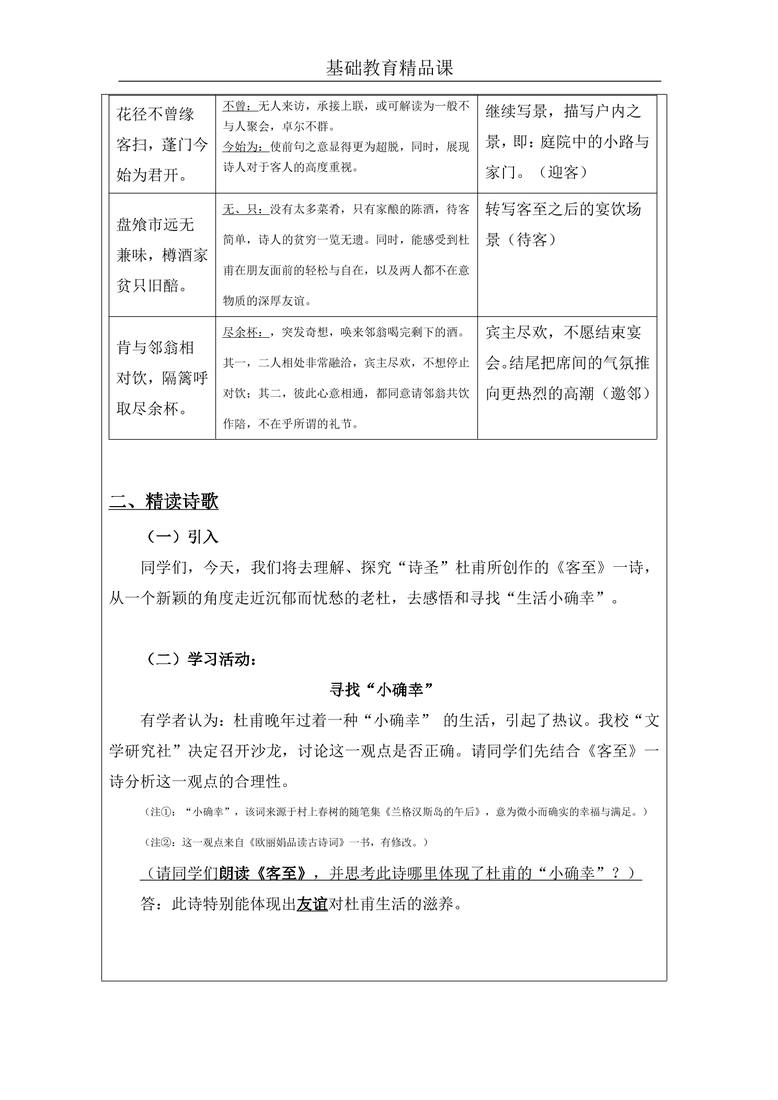 基础教育精品课
花径不曾缘
客扫，蓬门今
始为君开。
不曾：无人来访，承接上联，或可解读为一般不
与人聚会，卓尔不群。
今始为：使前句之意显得更为超脱，同时，展现
诗人对于客人的高度重视。
继续写景，描写户内之
景，即：庭院中的小路与
家门。（迎客）
盘飧市远无
兼味，樽酒家
贫只旧醅。
无、只：没有太多菜肴，只有家酿的陈酒，待客
简单，诗人的贫穷一览无遗。同时，能感受到杜
甫在朋友面前的轻松与自在，以及两人都不在意
物质的深厚友谊。
转写客至之后的宴饮场
景（待客）
肯与邻翁相
对饮，隔篱呼
取尽余杯。
尽余杯：，突发奇想，唤来邻翁喝完剩下的酒。
其一，二人相处非常融洽，宾主尽欢，不想停止
对饮；其二，彼此心意相通，都同意请邻翁共饮
作陪，不在乎所谓的礼节。
宾主尽欢，不愿结束宴
会。结尾把席间的气氛推
向更热烈的高潮（邀邻）
二、精读诗歌
（一）引入
同学们，今天，我们将去理解、探究“诗圣”杜甫所创作的《客至》一诗，
从一个新颖的角度走近沉郁而忧愁的老杜，去感悟和寻找“生活小确幸”。
（二）学习活动：
寻找“小确幸”
有学者认为：杜甫晚年过着一种“小确幸” 的生活，引起了热议。我校“文
学研究社”决定召开沙龙，讨论这一观点是否正确。请同学们先结合《客至》一
诗分析这一观点的合理性。
（注①：“小确幸”，该词来源于村上春树的随笔集《兰格汉斯岛的午后》，意为微小而确实的幸福与满足。）
（注②：这一观点来自《欧丽娟品读古诗词》一书，有修改。）
（请同学们朗读《客至》，并思考此诗哪里体现了杜甫的“小确幸”？）
答：此诗特别能体现出友谊对杜甫生活的滋养。